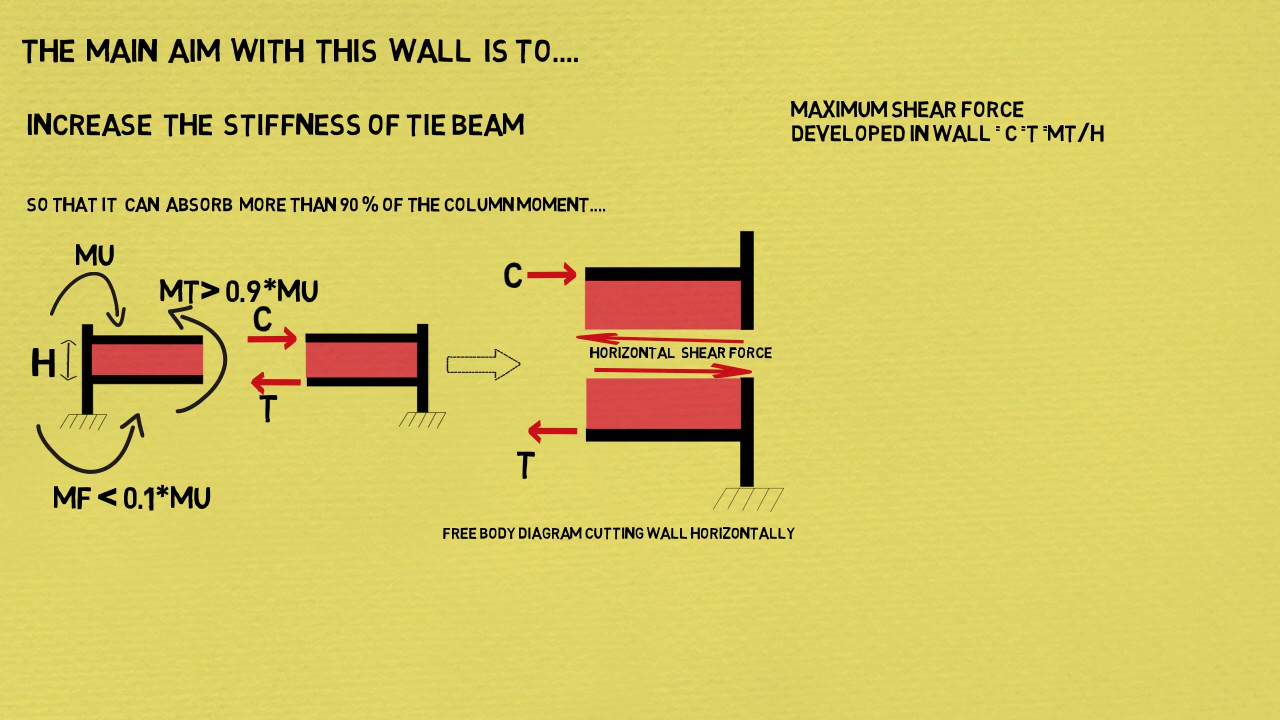 THE MAIN AIM WITH THIS WALL IS TO....
INCREASE THE STIFFNESS OF TIE BEAM
MAXIMUM SHEAR FORCE
DEVELOPED IN WALL = C =T =MT/H
SO THAT IT CAN ABSORB MORE THAN 90 % OF THE COLUMN MOMENT....
MU
MT> 0.9*MU
C
H
T
MF < 0.1*MU
C
HORIZONTAL SHEAR FORCE
T
FREE BODY DIAGRAM CUTTING WALL HORIZONTALLY